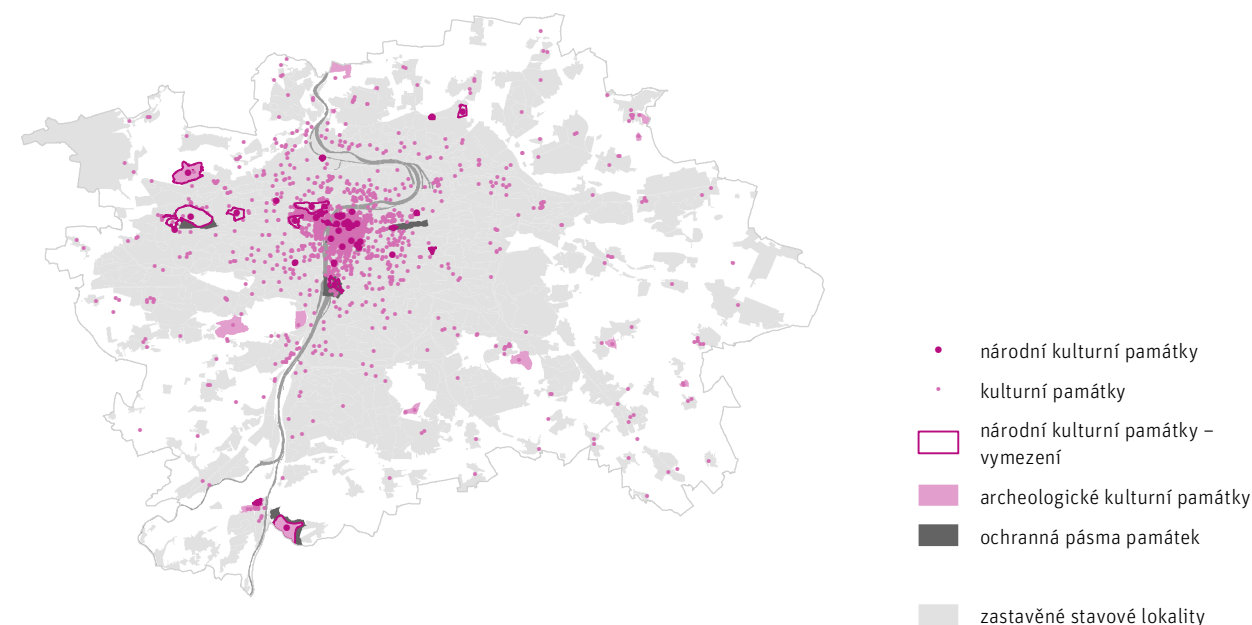 národní kulturní památky
kulturní památky
národní kulturní památky –
vymezení
archeologické kulturní památky
ochranná pásma památek
zastavěné stavové lokality